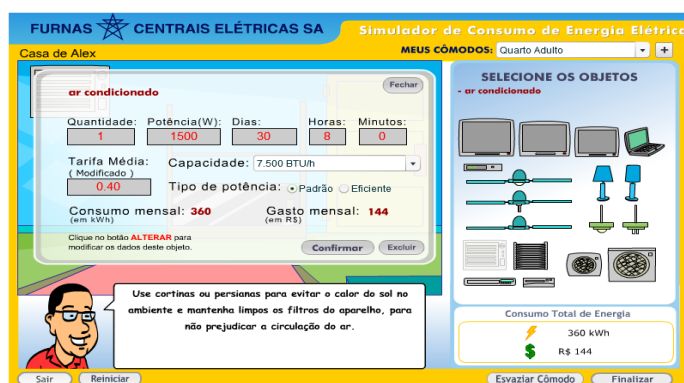 FURNAS CENTRAIS ELÉTRICAS SA
Simulador de Consumo de Energia Elétrica
Casa de Alex
MEUS CÔMODOS: Quarto Adulto
+
ar condicionado
Fechar
Quantidade: Potência(W): Dias: Horas: Minutos:
1 1500 30 8 0
Tarifa Média: Capacidade: 7.500 BTU/h
( Modificado )
0.40 Tipo de potência: Padrão Eficiente
Consumo mensal: 360 Gasto mensal: 144
(em kWh) (em R$)
Clique no botão ALTERAR para
modificar os dados deste objeto.
Confirmar Excluir
Use cortinas ou persianas para evitar o calor do sol no
ambiente e mantenha limpos os filtros do aparelho, para
não prejudicar a circulação do ar.
SELECIONE OS OBJETOS
- ar condicionado
Consumo Total de Energia
360 kWh
$ R$ 144
Sair Reiniciar Esvaziar Cômodo Finalizar